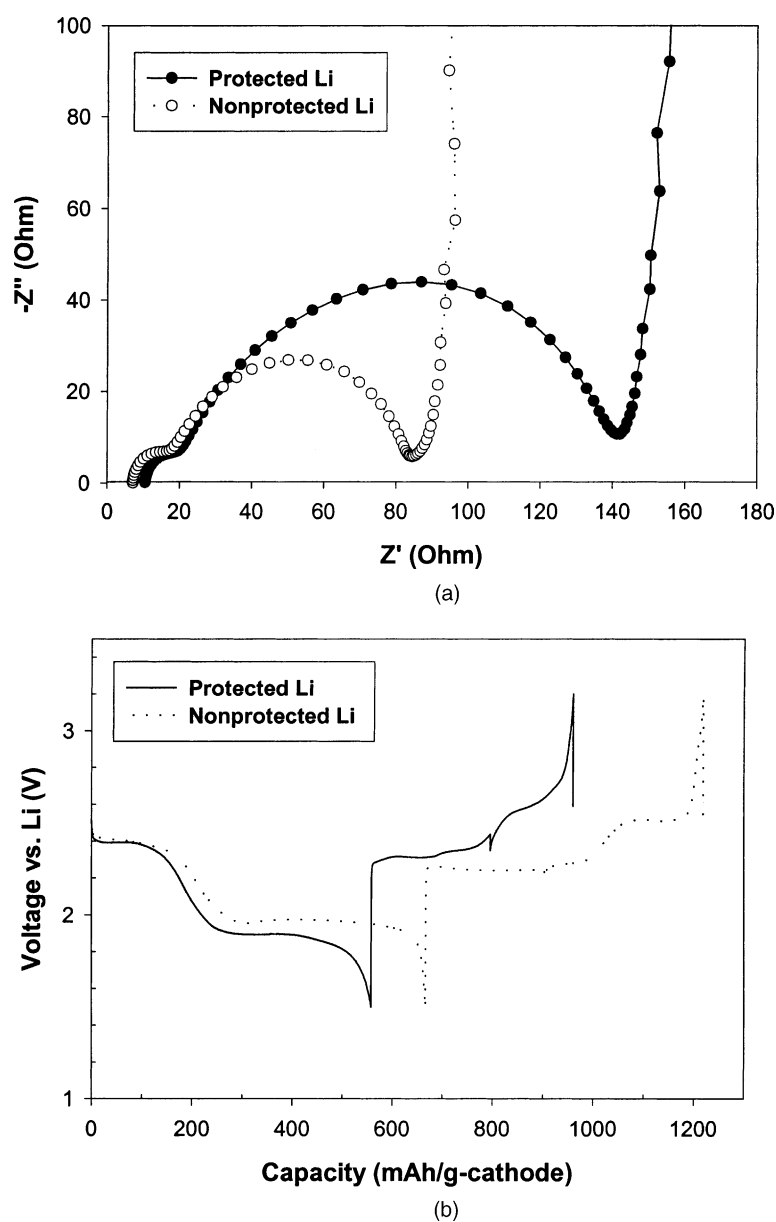 100
80
60
40
20
0
-Z'' (Ohm)
Protected Li
Nonprotected Li
0 20 40 60 80 100 120 140 160 180
Z' (Ohm)
(a)
3
2
1
Voltage vs. Li (V)
Protected Li
Nonprotected Li
0 200 400 600 800 1000 1200
Capacity (mAh/g-cathode)
(b)